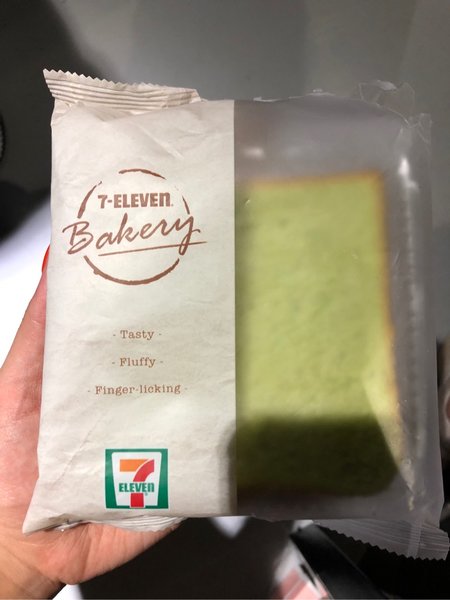 7-ELEVEN
Bakery
- Tasty -
- Fluffy -
- Finger-licking -
7
ELEVEN